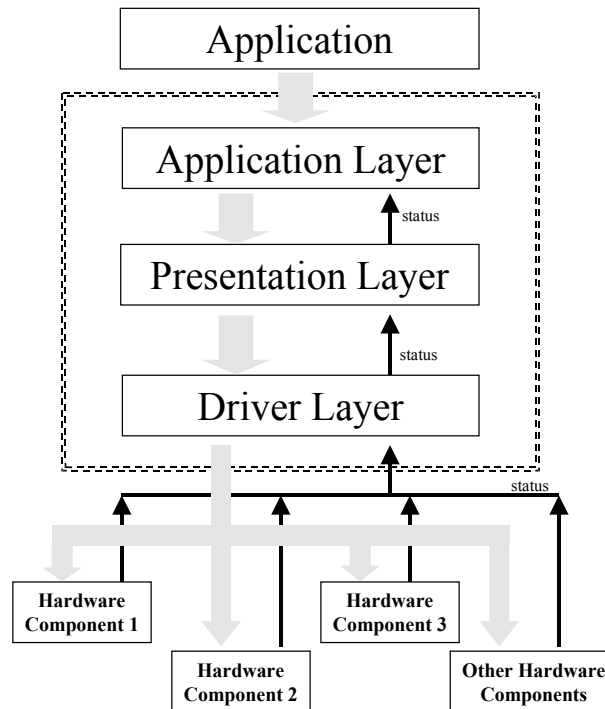 Application
Application Layer
status
Presentation Layer
status
Driver Layer
status
Hardware
Component 1
Hardware
Component 3
Hardware
Component 2
Other Hardware
Components